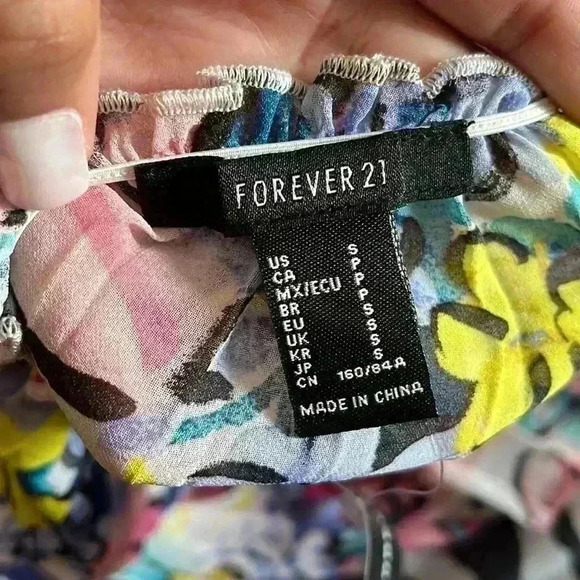 FOREVER 21
US S
CA P
MX/ECU P
BR P
EU S
UK S
KR S
JP S
CN 160/84A
MADE IN CHINA